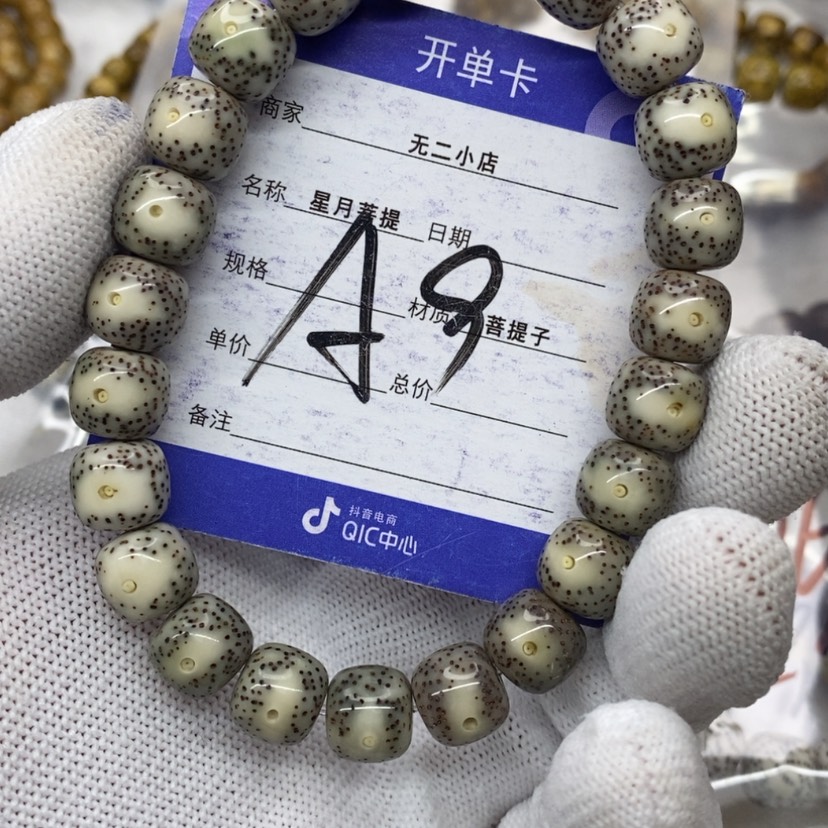 开单卡
商家 无二小店
名称 星月菩提 日期
规格 材质 菩提子
单价 总价
备注
A9
抖音电商
QIC中心